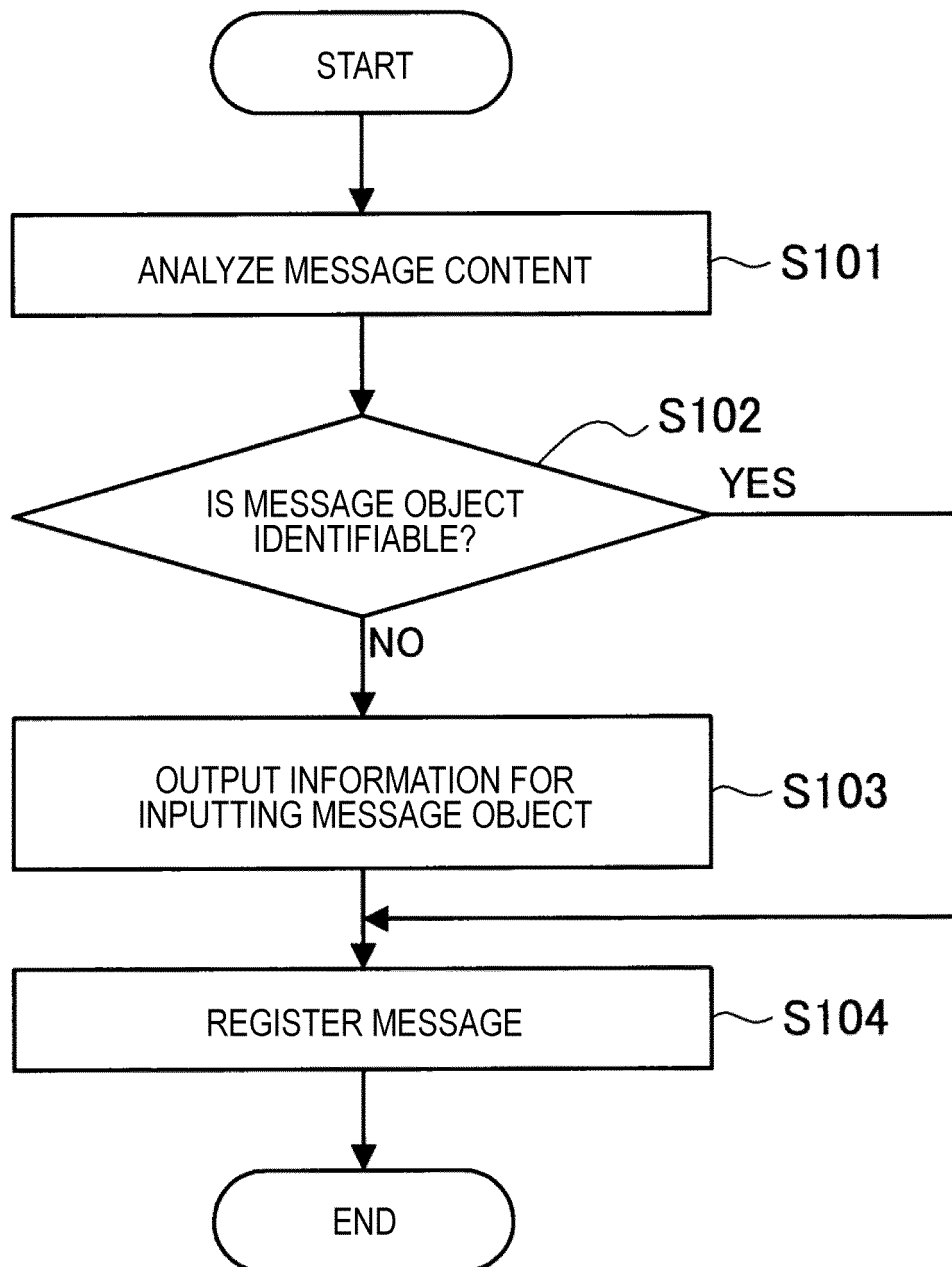 START
ANALYZE MESSAGE CONTENT
S101
S102
IS MESSAGE OBJECT
IDENTIFIABLE?
YES
NO
OUTPUT INFORMATION FOR
INPUTTING MESSAGE OBJECT
S103
REGISTER MESSAGE
S104
END